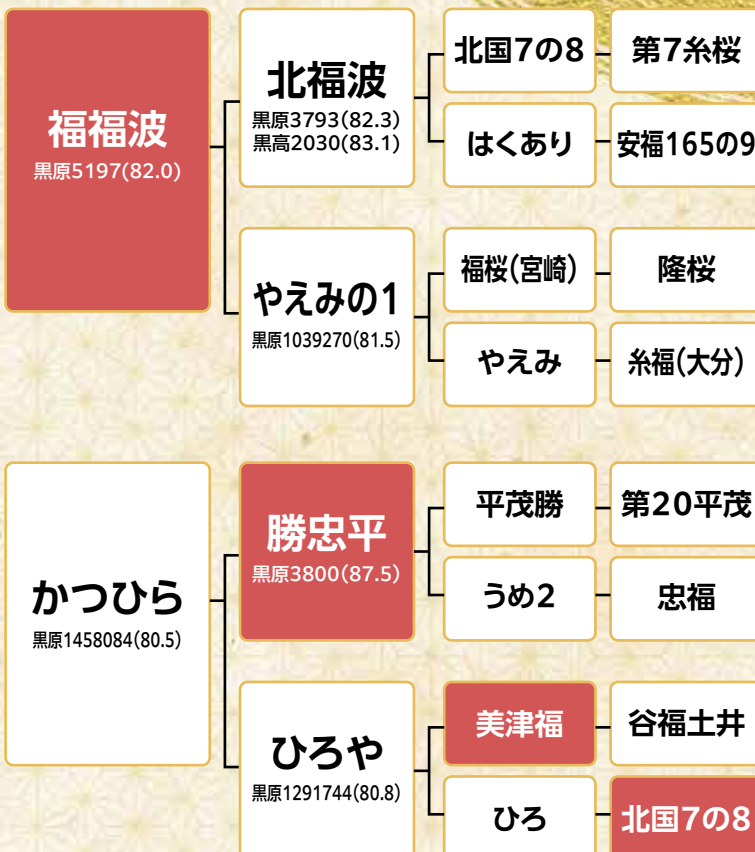 福福波
黒原5197(82.0)
北福波
黒原3793(82.3)
黒高2030(83.1)
北国7の8
第7糸桜
はくあり
安福165の9
やえみの1
黒原1039270(81.5)
福桜(宮崎)
隆桜
やえみ
糸福(大分)
かつひら
黒原1458084(80.5)
勝忠平
黒原3800(87.5)
平茂勝
第20平茂
うめ2
忠福
ひろや
黒原1291744(80.8)
美津福
谷福土井
ひろ
北国7の8